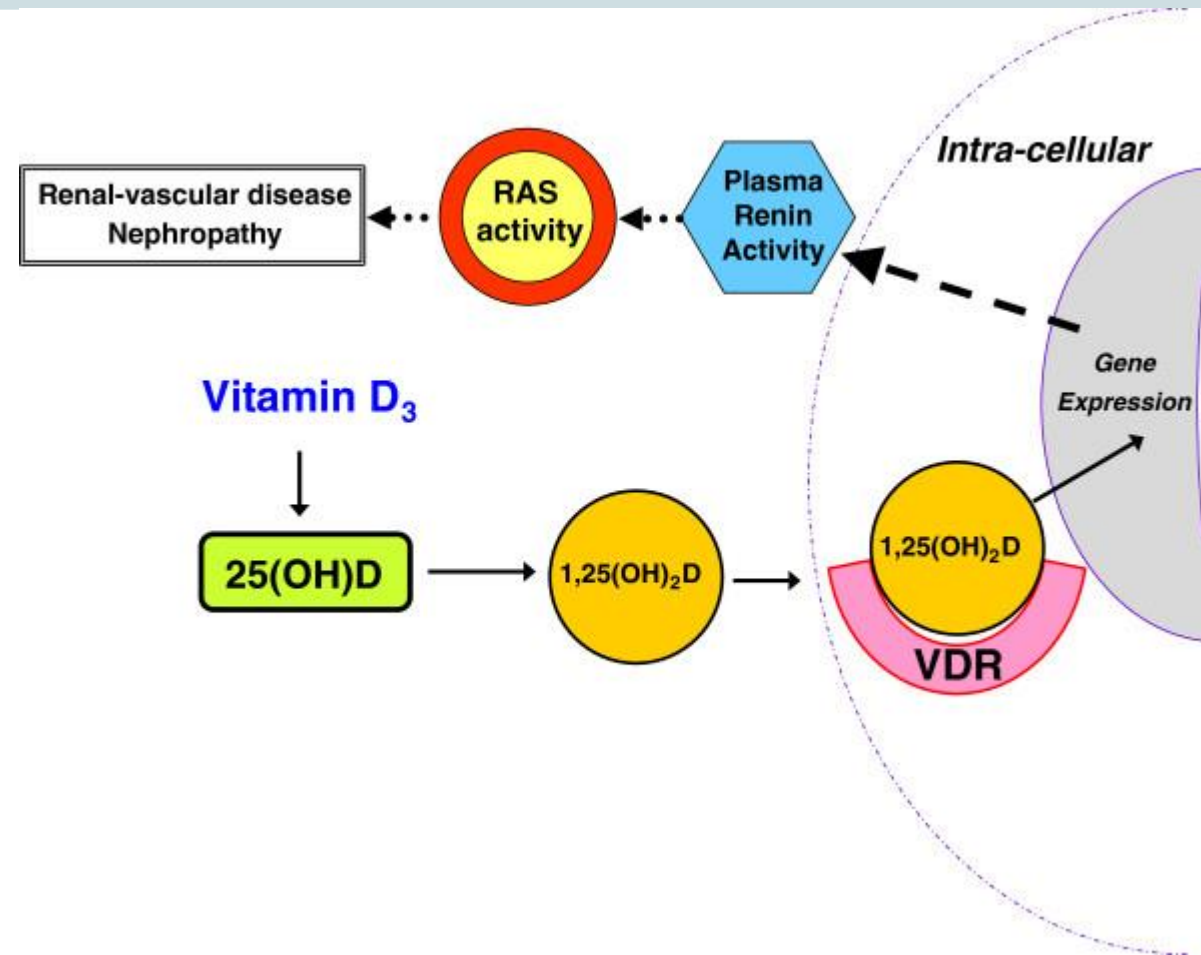 Intra-cellular
Renal-vascular disease
Nephropathy
RAS
activity
Plasma
Renin
Activity
Gene
Expression
Vitamin D₃
25(OH)D
1,25(OH)₂D
1,25(OH)₂D
VDR